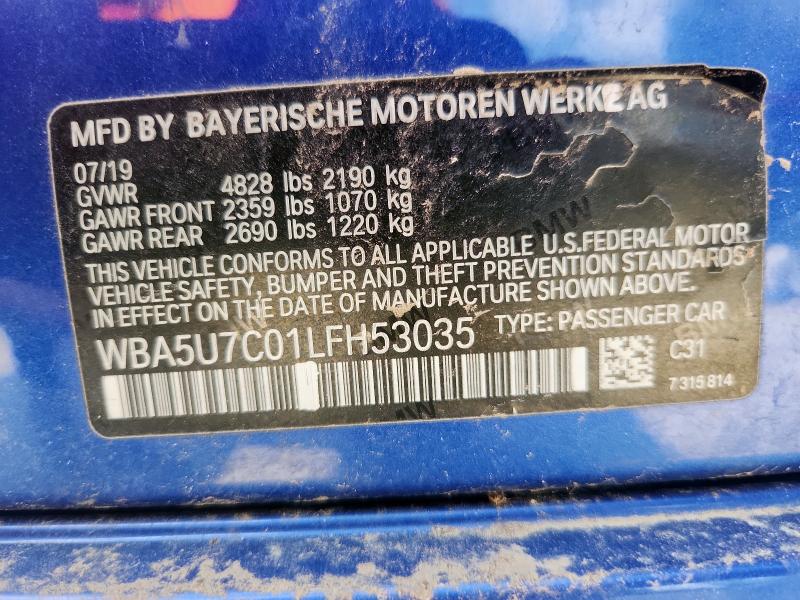 MFD BY BAYERISCHE MOTOREN WERKE AG
07/19
GVWR 4828 lbs 2190 kg
GAWR FRONT 2359 lbs 1070 kg
GAWR REAR 2690 lbs 1220 kg
THIS VEHICLE CONFORMS TO ALL APPLICABLE U.S.FEDERAL MOTOR
VEHICLE SAFETY, BUMPER AND THEFT PREVENTION STANDARDS
IN EFFECT ON THE DATE OF MANUFACTURE SHOWN ABOVE.
WBA5U7C01LFH53035 TYPE: PASSENGER CAR
C31
7 315 814